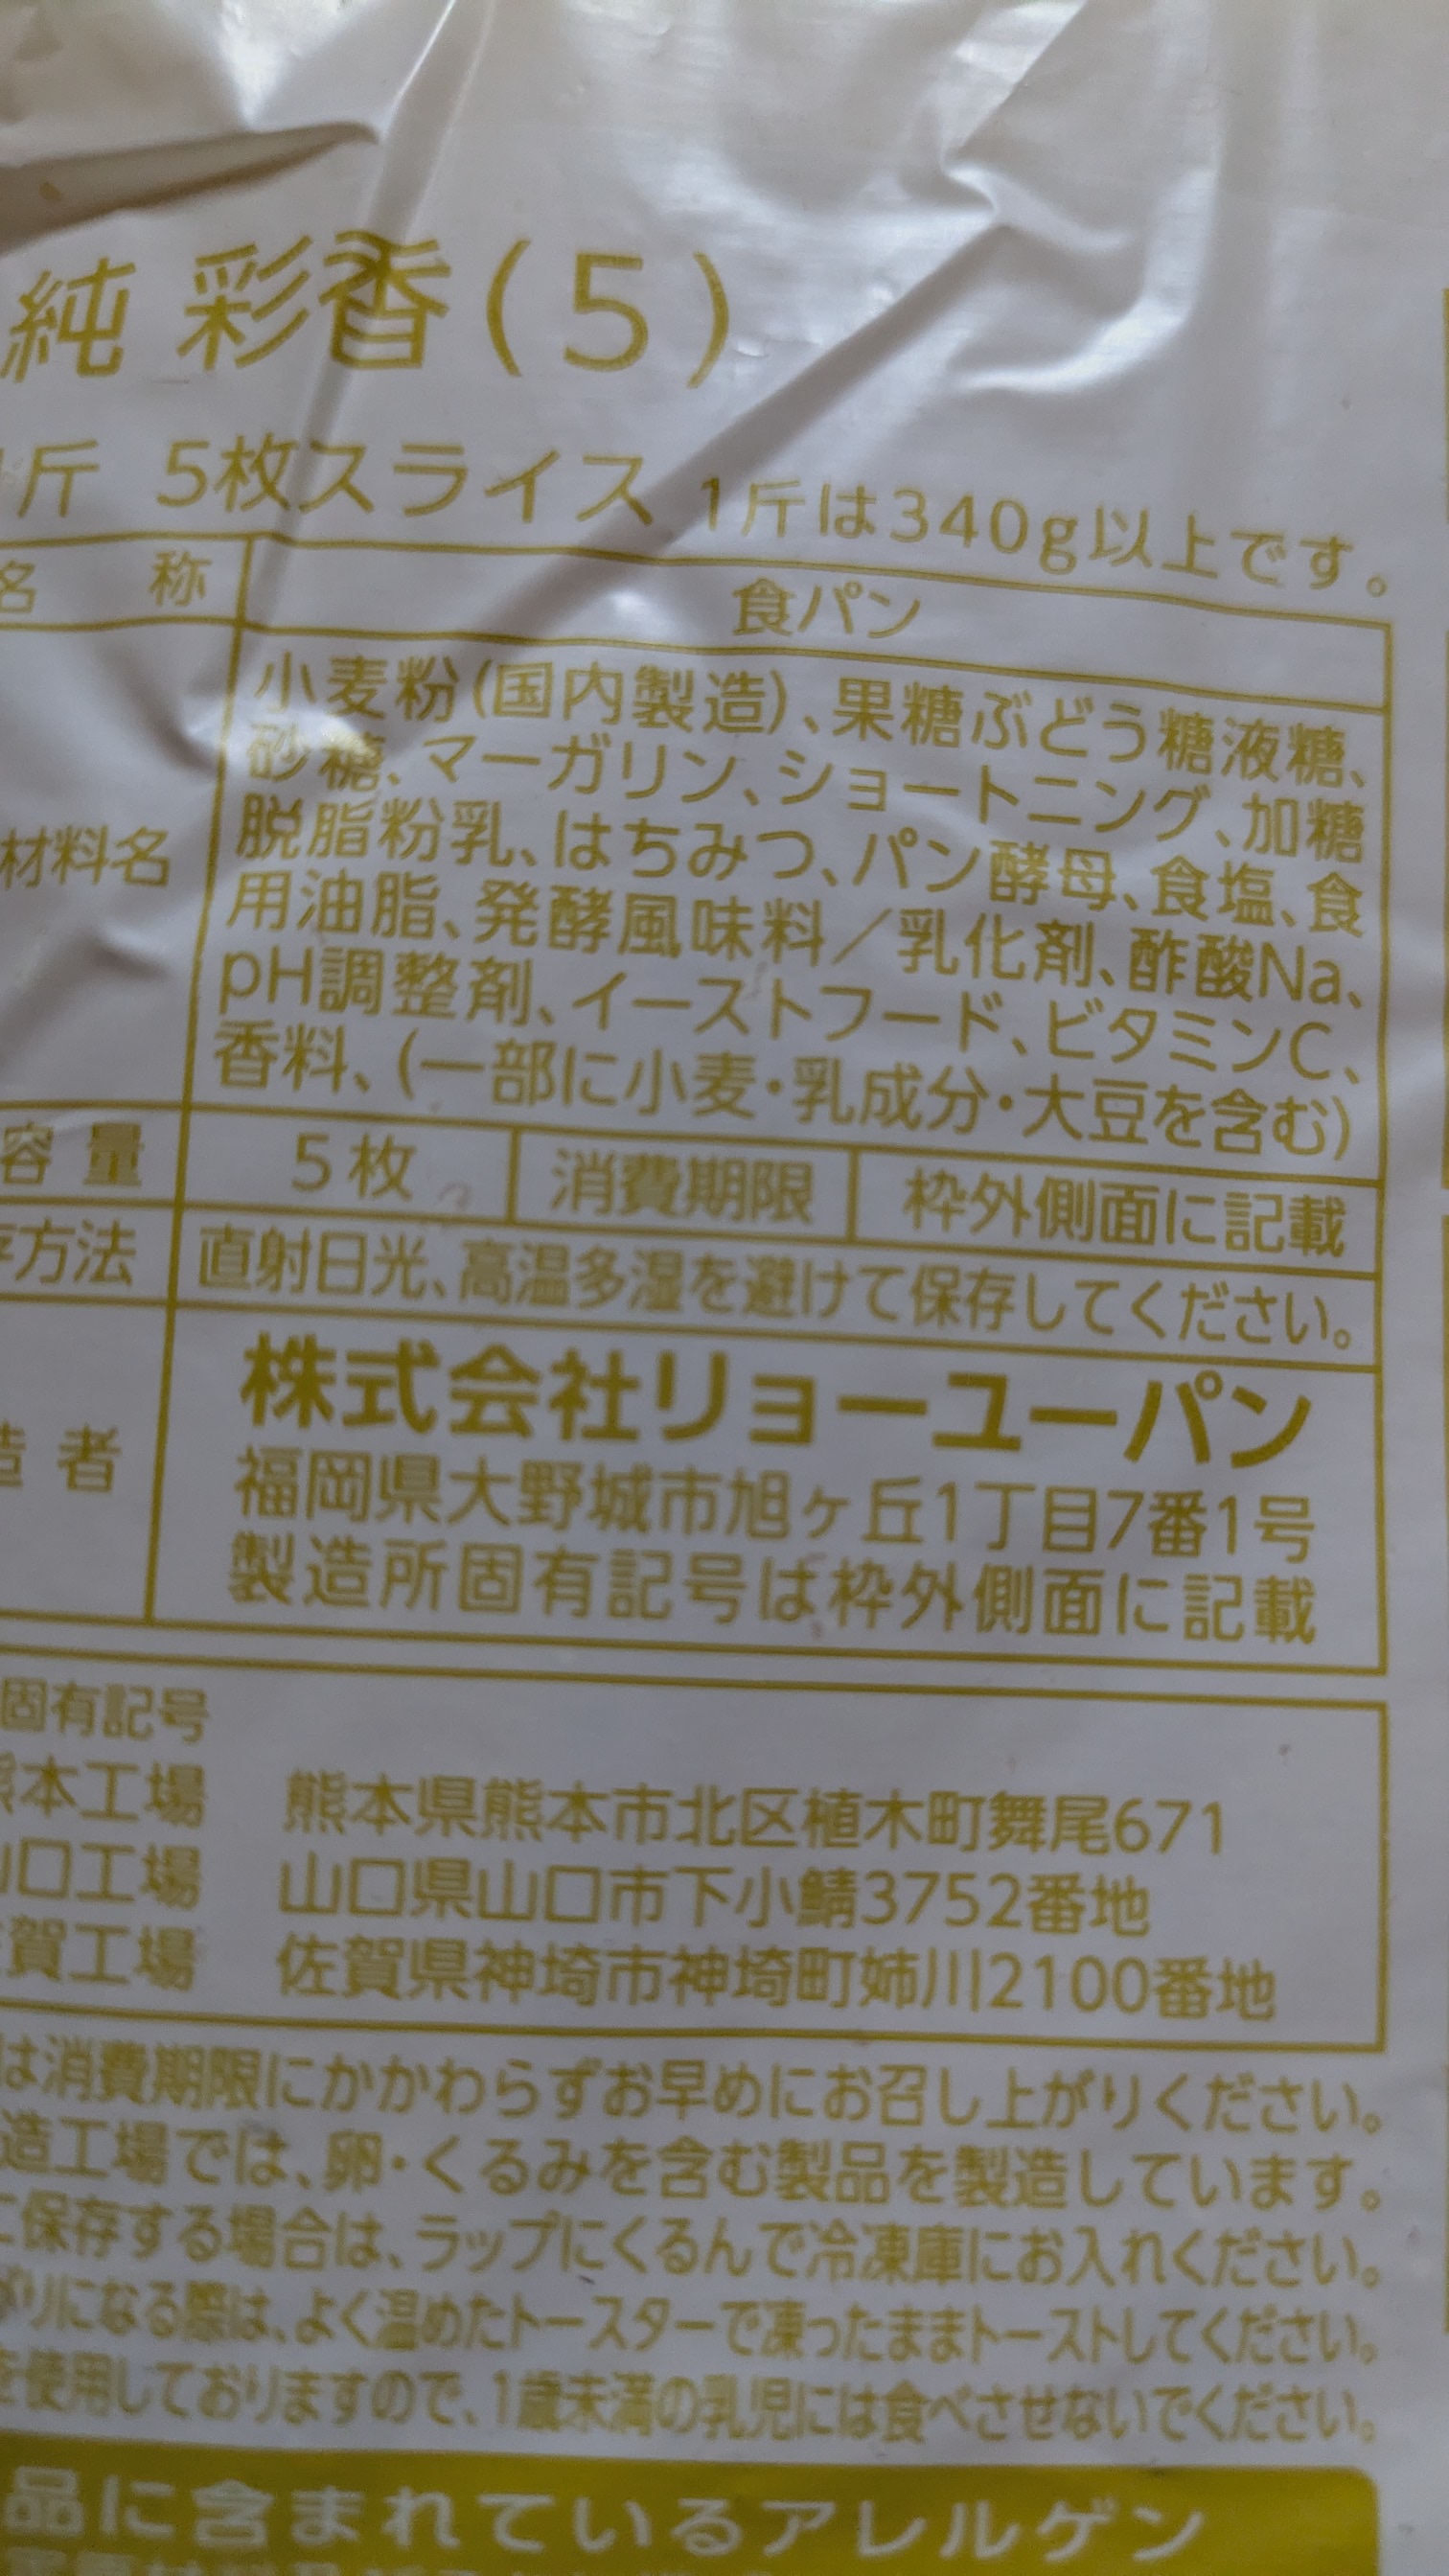 純 彩香(5)
斤 5枚スライス 1斤は340g以上です。
名 称 食パン
材料名 小麦粉(国内製造)、果糖ぶどう糖液糖、
砂糖、マーガリン、ショートニング、加糖
脱脂粉乳、はちみつ、パン酵母、食塩、食
用油脂、発酵風味料／乳化剤、酢酸Na、
pH調整剤、イーストフード、ビタミンC、
香料、(一部に小麦・乳成分・大豆を含む)
容量 5枚 消費期限 枠外側面に記載
存方法 直射日光、高温多湿を避けて保存してください。
造者 株式会社リョーユーパン
福岡県大野城市旭ヶ丘1丁目7番1号
製造所固有記号は枠外側面に記載
固有記号
熊本工場 熊本県熊本市北区植木町舞尾671
山口工場 山口県山口市下小鯖3752番地
佐賀工場 佐賀県神埼市神埼町姉川2100番地
は消費期限にかかわらずお早めにお召し上がりください。
造工場では、卵・くるみを含む製品を製造しています。
に保存する場合は、ラップにくるんで冷凍庫にお入れください。
がりになる際は、よく温めたトースターで凍ったままトーストしてください。
を使用しておりますので、1歳未満の乳児には食べさせないでください。
品に含まれているアレルゲン